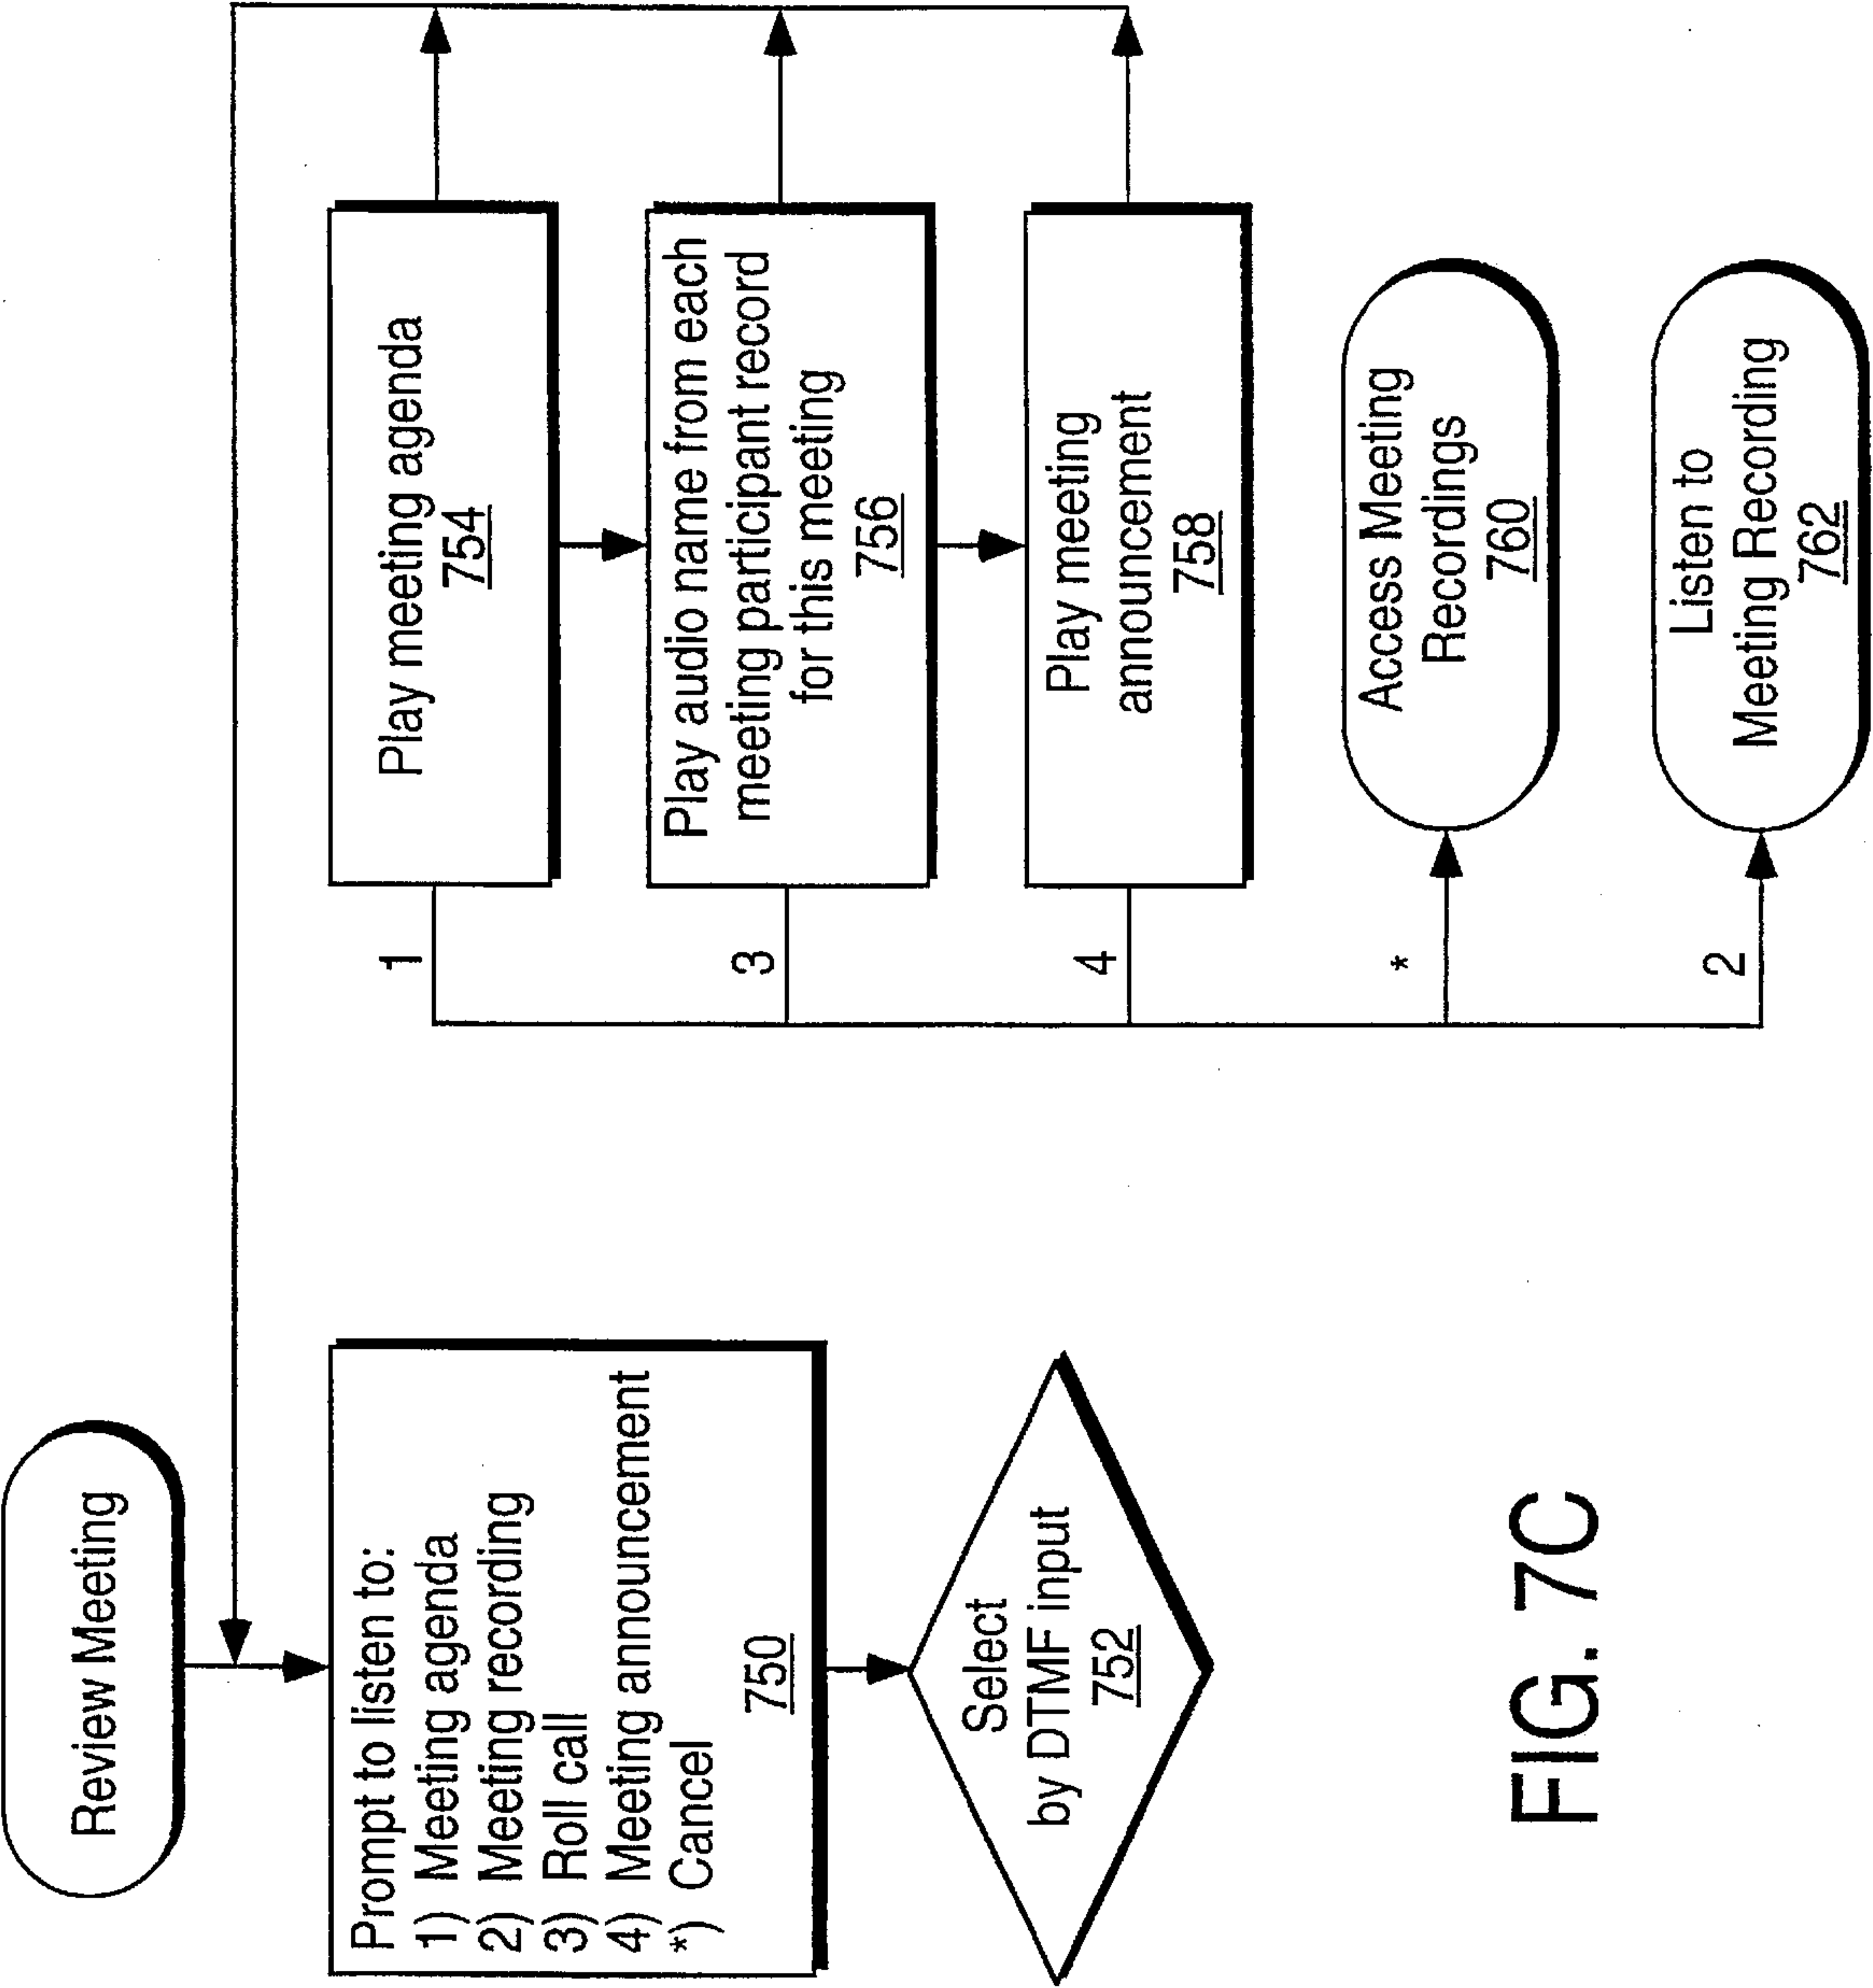 Review Meeting
Prompt to listen to:
1) Meeting agenda
2) Meeting recording
3) Roll call
4) Meeting announcement
*) Cancel
750
Select
by DTMF input
752
1
Play meeting agenda
754
3
Play audio name from each
meeting participant record
for this meeting
756
4
Play meeting
announcement
758
*
Access Meeting
Recordings
760
2
Listen to
Meeting Recording
762
FIG. 7C